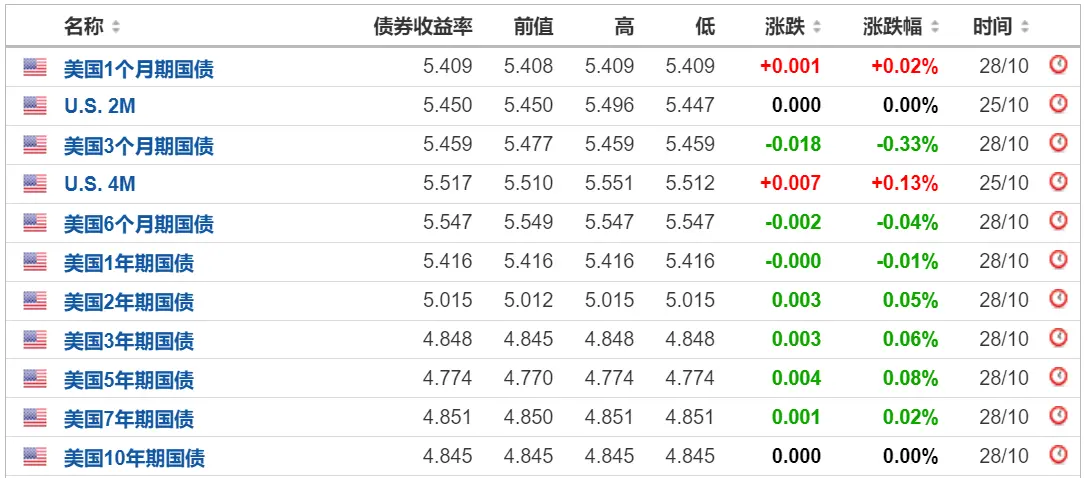 名称 债券收益率 前值 高 低 涨跌 涨跌幅 时间
美国1个月期国债 5.409 5.408 5.409 5.409 +0.001 +0.02% 28/10
U.S. 2M 5.450 5.450 5.496 5.447 0.000 0.00% 25/10
美国3个月期国债 5.459 5.477 5.459 5.459 -0.018 -0.33% 28/10
U.S. 4M 5.517 5.510 5.551 5.512 +0.007 +0.13% 25/10
美国6个月期国债 5.547 5.549 5.547 5.547 -0.002 -0.04% 28/10
美国1年期国债 5.416 5.416 5.416 5.416 -0.000 -0.01% 28/10
美国2年期国债 5.015 5.012 5.015 5.015 0.003 0.05% 28/10
美国3年期国债 4.848 4.845 4.848 4.848 0.003 0.06% 28/10
美国5年期国债 4.774 4.770 4.774 4.774 0.004 0.08% 28/10
美国7年期国债 4.851 4.850 4.851 4.851 0.001 0.02% 28/10
美国10年期国债 4.845 4.845 4.845 4.845 0.000 0.00% 28/10